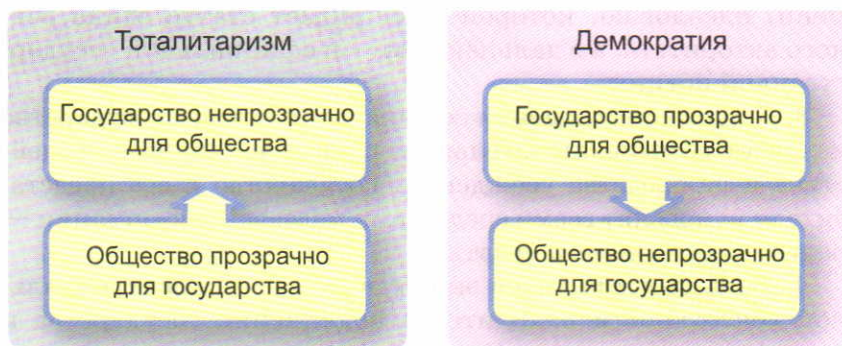 Тоталитаризм
Государство непрозрачно
для общества
Общество прозрачно
для государства
Демократия
Государство прозрачно
для общества
Общество непрозрачно
для государства